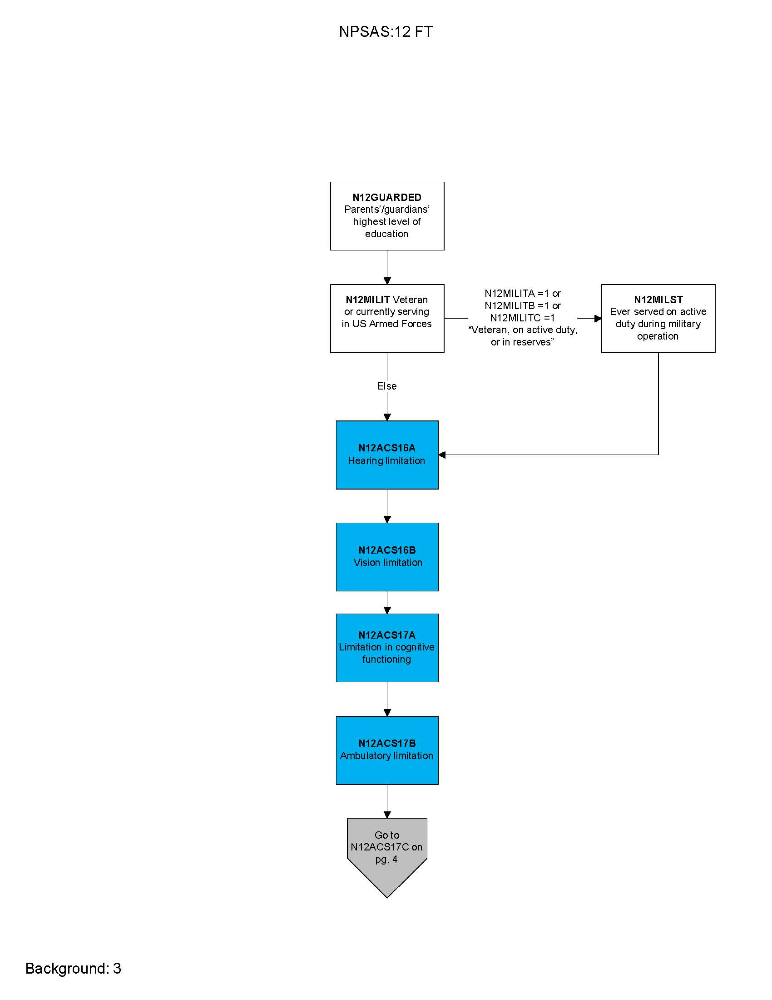 NPSAS:12 FT
N12GUARDED
Parents’/guardians’
highest level of
education
N12MILIT Veteran
or currently serving
in US Armed Forces
N12MILITA =1 or
N12MILITB =1 or
N12MILITC =1
*Veteran, on active duty,
or in reserves”
N12MILST
Ever served on active
duty during military
operation
Else
N12ACS16A
Hearing limitation
N12ACS16B
Vision limitation
N12ACS17A
Limitation in cognitive
functioning
N12ACS17B
Ambulatory limitation
Go to
N12ACS17C on
pg. 4
Background: 3